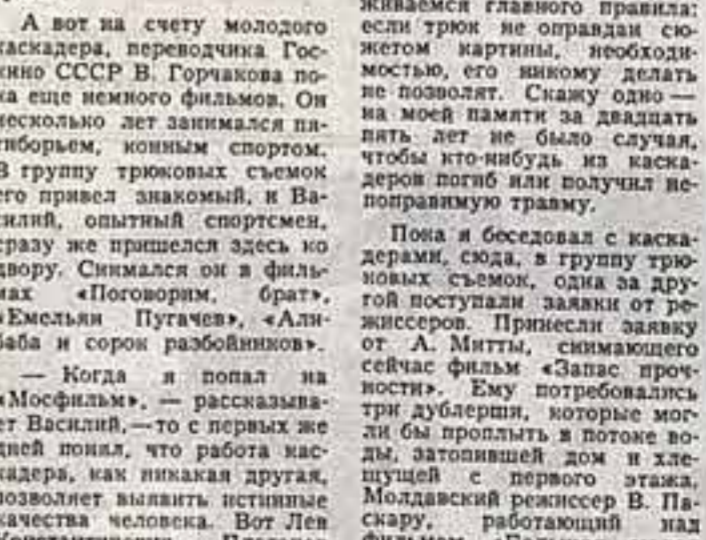 А вот на счету молодого
каскадера, переводчика Гос-
кино СССР В. Горчакова по-
ка еще немного фильмов. Он
несколько лет занимался пя-
тиборьем, конным спортом.
В группу трюковых съемок
его привел знакомый, и Ва-
силий, опытный спортсмен,
сразу же пришелся здесь ко
двору. Снимался он в филь-
мах «Поговорим, брат»,
«Емельян Пугачев», «Али-
баба и сорок разбойников».
— Когда я попал на
«Мосфильм», — рассказыва-
ет Василий,—то с первых же
дней понял, что работа кас-
кадера, как никакая другая,
позволяет выявить истинные
качества человека. Вот Лев
живаемся главного правила:
если трюк не оправдан сю-
жетом картины, необходи-
мостью, его никому делать
не позволят. Скажу одно —
на моей памяти за двадцать
пять лет не было случая,
чтобы кто-нибудь из каска-
деров погиб или получил не-
поправимую травму.
Пока я беседовал с каска-
дерами, сюда, в группу трю-
ковых съемок, одна за дру-
гой поступали заявки от ре-
жиссеров. Принесли заявку
от А. Митты, снимающего
сейчас фильм «Запас проч-
ности». Ему потребовались
три дублерши, которые мог-
ли бы проплыть в потоке во-
ды, затопившей дом и хле-
щущей с первого этажа.
Молдавский режиссер В. Па-
скару, работающий над
фильмом